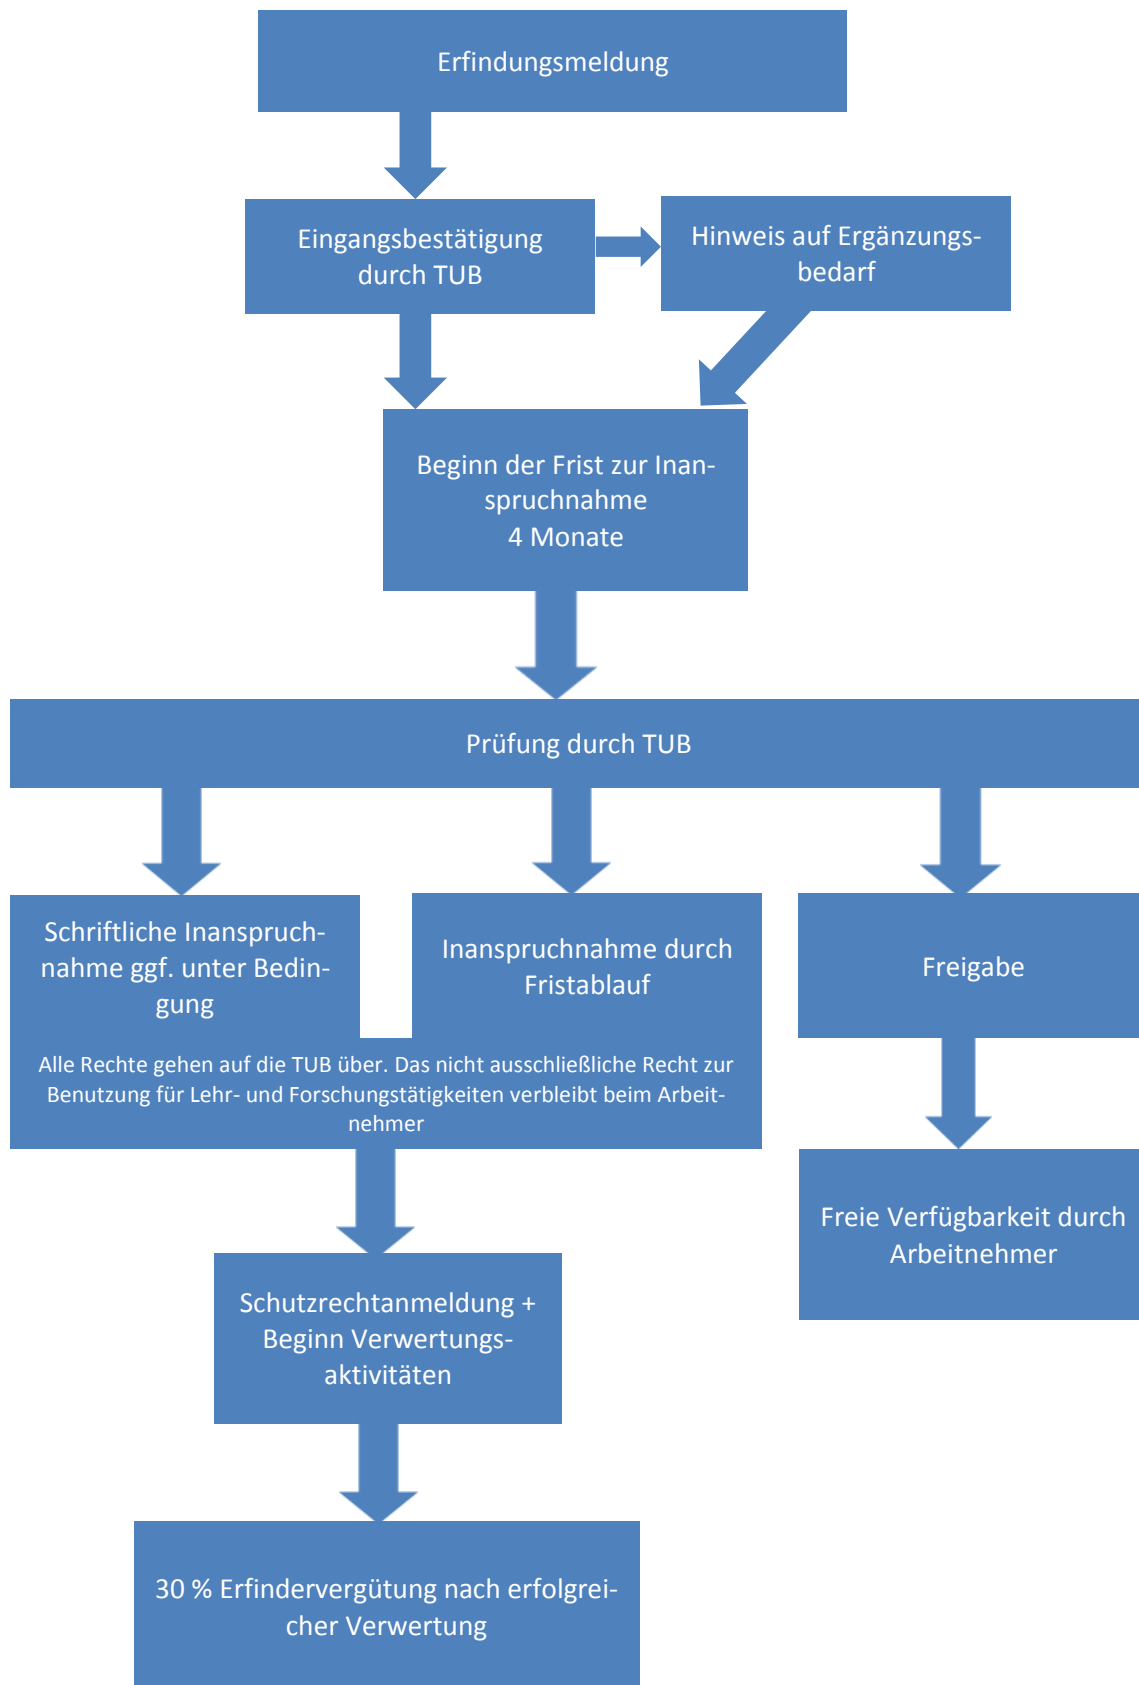 Erfindungsmeldung
Eingangsbestätigung
durch TUB
Hinweis auf Ergänzungs-
bedarf
Beginn der Frist zur Inan-
spruchnahme
4 Monate
Prüfung durch TUB
Schriftliche Inanspruch-
nahme ggf. unter Bedin-
gung
Inanspruchnahme durch
Fristablauf
Freigabe
Alle Rechte gehen auf die TUB über. Das nicht ausschließliche Recht zur
Benutzung für Lehr- und Forschungstätigkeiten verbleibt beim Arbeit-
nehmer
Freie Verfügbarkeit durch
Arbeitnehmer
Schutzrechtanmeldung +
Beginn Verwertungs-
aktivitäten
30 % Erfindervergütung nach erfolgrei-
cher Verwertung